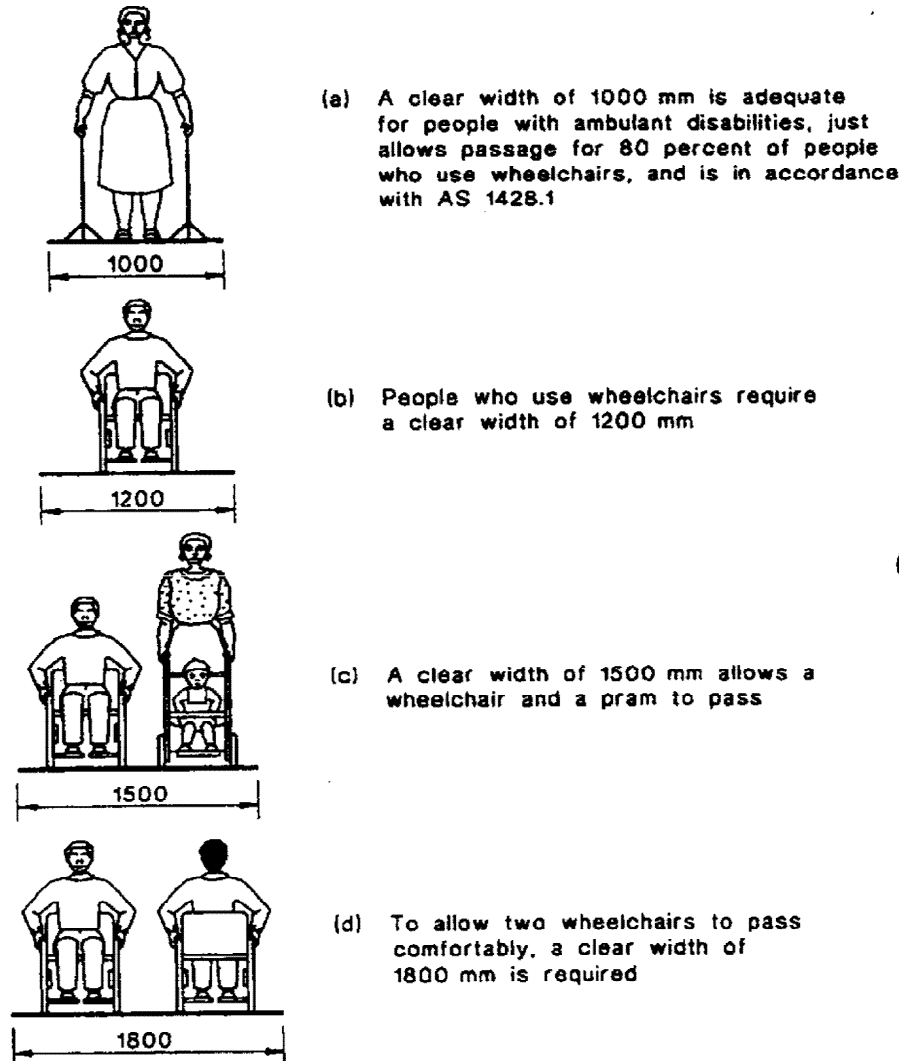 (a) A clear width of 1000 mm is adequate
for people with ambulant disabilities, just
allows passage for 80 percent of people
who use wheelchairs, and is in accordance
with AS 1428.1
1000
(b) People who use wheelchairs require
a clear width of 1200 mm
1200
(c) A clear width of 1500 mm allows a
wheelchair and a pram to pass
1500
(d) To allow two wheelchairs to pass
comfortably, a clear width of
1800 mm is required
1800